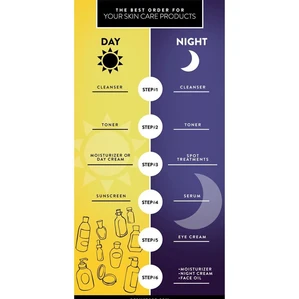 THE BEST ORDER FOR
YOUR SKIN CARE PRODUCTS
DAY
NIGHT
CLEANSER
STEP#1
CLEANSER
TONER
STEP#2
TONER
MOISTURIZER OR
DAY CREAM
STEP#3
SPOT
TREATMENTS
SUNSCREEN
STEP#4
SERUM
STEP#5
EYE CREAM
STEP#6
•MOISTURIZER
•NIGHT CREAM
•FACE OIL